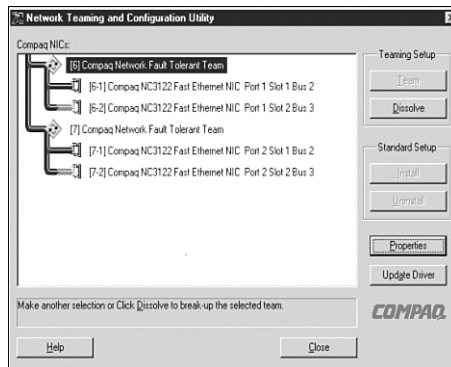 Network Teaming and Configuration Utility
Compaq NICs:
[6] Compaq Network Fault Tolerant Team
[6-1] Compaq NC3122 Fast Ethernet NIC Port 1 Slot 1 Bus 2
[6-2] Compaq NC3122 Fast Ethernet NIC Port 1 Slot 2 Bus 3
[7] Compaq Network Fault Tolerant Team
[7-1] Compaq NC3122 Fast Ethernet NIC Port 2 Slot 1 Bus 2
[7-2] Compaq NC3122 Fast Ethernet NIC Port 2 Slot 2 Bus 3
Teaming Setup
Team
Dissolve
Standard Setup
Install
Uninstall
Properties
Update Driver
Make another selection or Click Dissolve to break-up the selected team.
COMPAQ
Help
Close